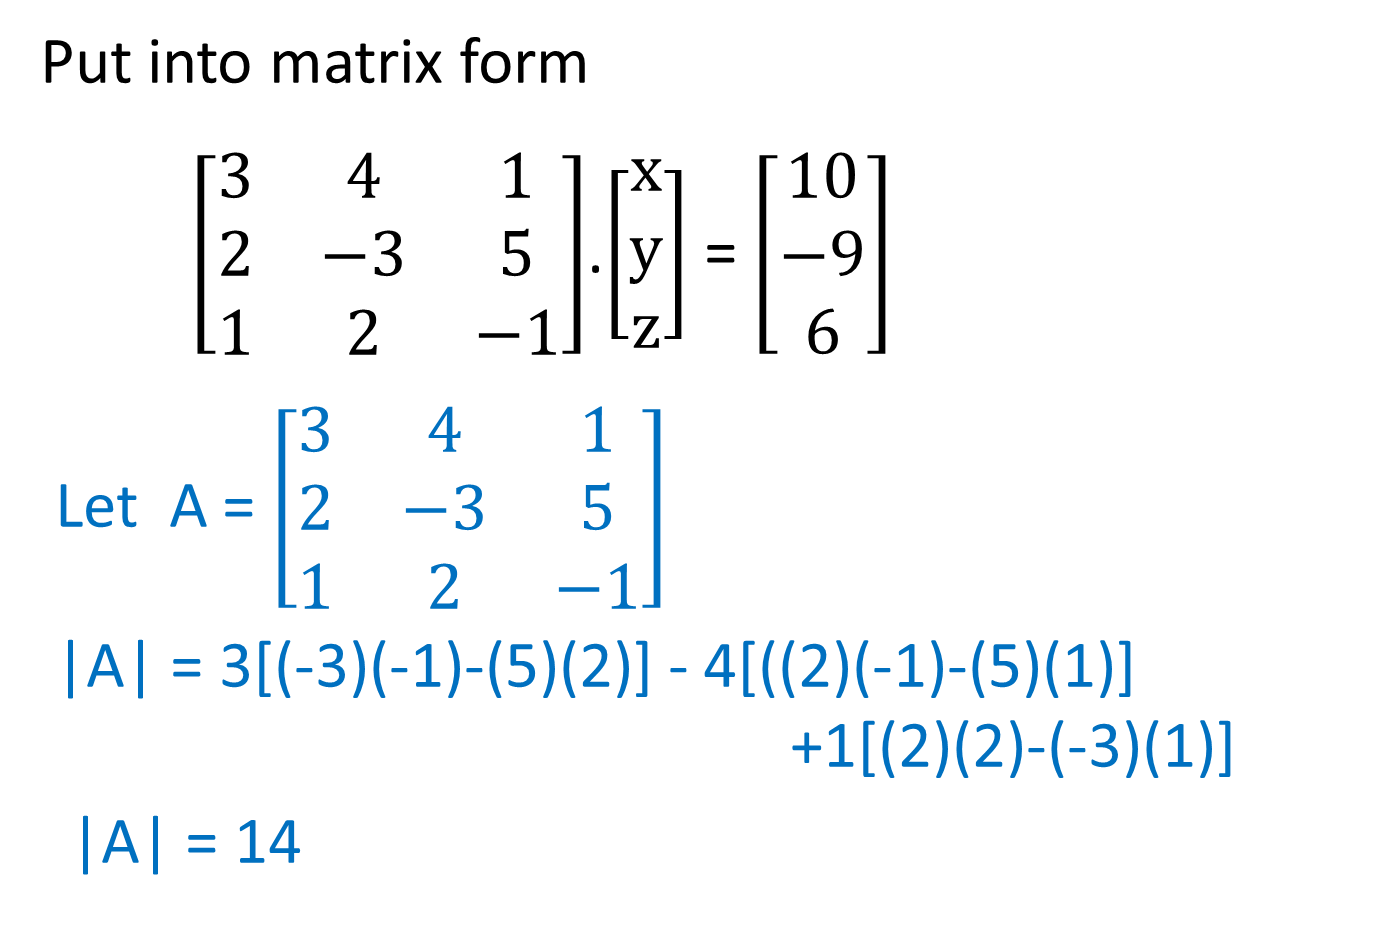 Put into matrix form
[3 4 1
2 −3 5
1 2 −1] . [x
y
z] = [10
−9
6]
Let A = [3 4 1
2 −3 5
1 2 −1]
|A| = 3[(-3)(-1)-(5)(2)] - 4[((2)(-1)-(5)(1)]
+1[(2)(2)-(-3)(1)]
|A| = 14